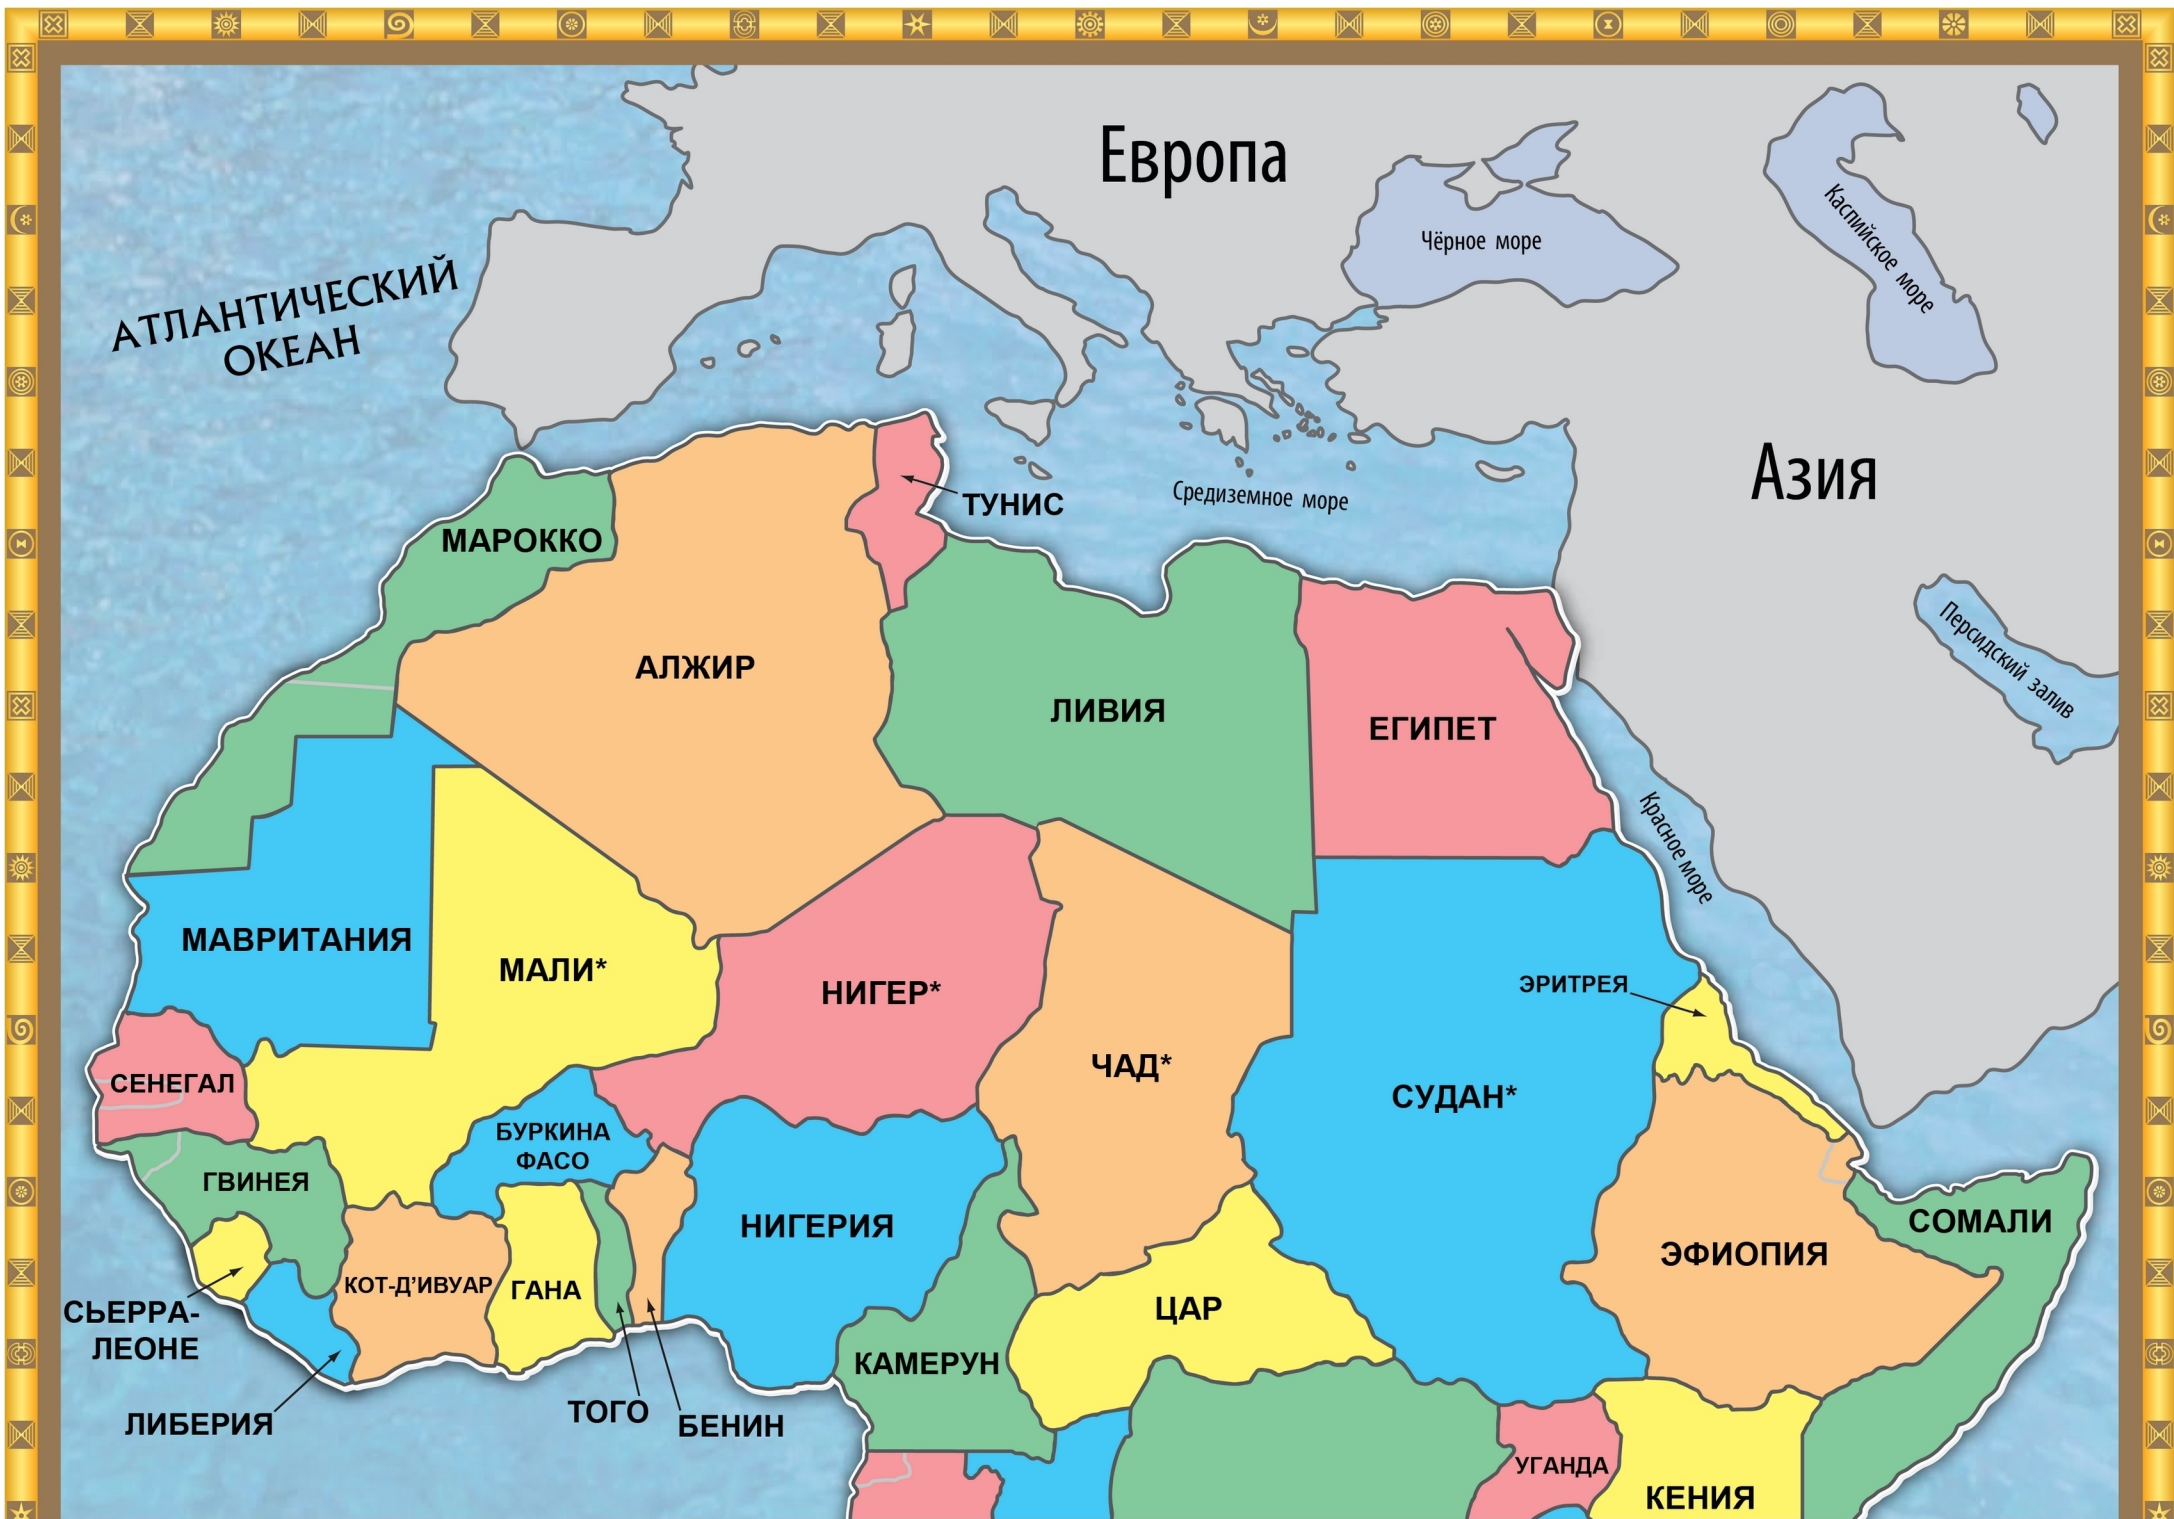 Европа
Чёрное море
Каспийское море
АТЛАНТИЧЕСКИЙ
ОКЕАН
Азия
Средиземное море
ТУНИС
МАРОККО
Персидский залив
АЛЖИР
ЛИВИЯ
ЕГИПЕТ
Красное море
МАВРИТАНИЯ
МАЛИ*
НИГЕР*
ЭРИТРЕЯ
ЧАД*
СУДАН*
СЕНЕГАЛ
БУРКИНА
ФАСО
ГВИНЕЯ
НИГЕРИЯ
СОМАЛИ
ЭФИОПИЯ
КОТ-Д'ИВУАР
ГАНА
СЬЕРРА-
ЛЕОНЕ
ЦАР
КАМЕРУН
ТОГО
БЕНИН
ЛИБЕРИЯ
УГАНДА
КЕНИЯ